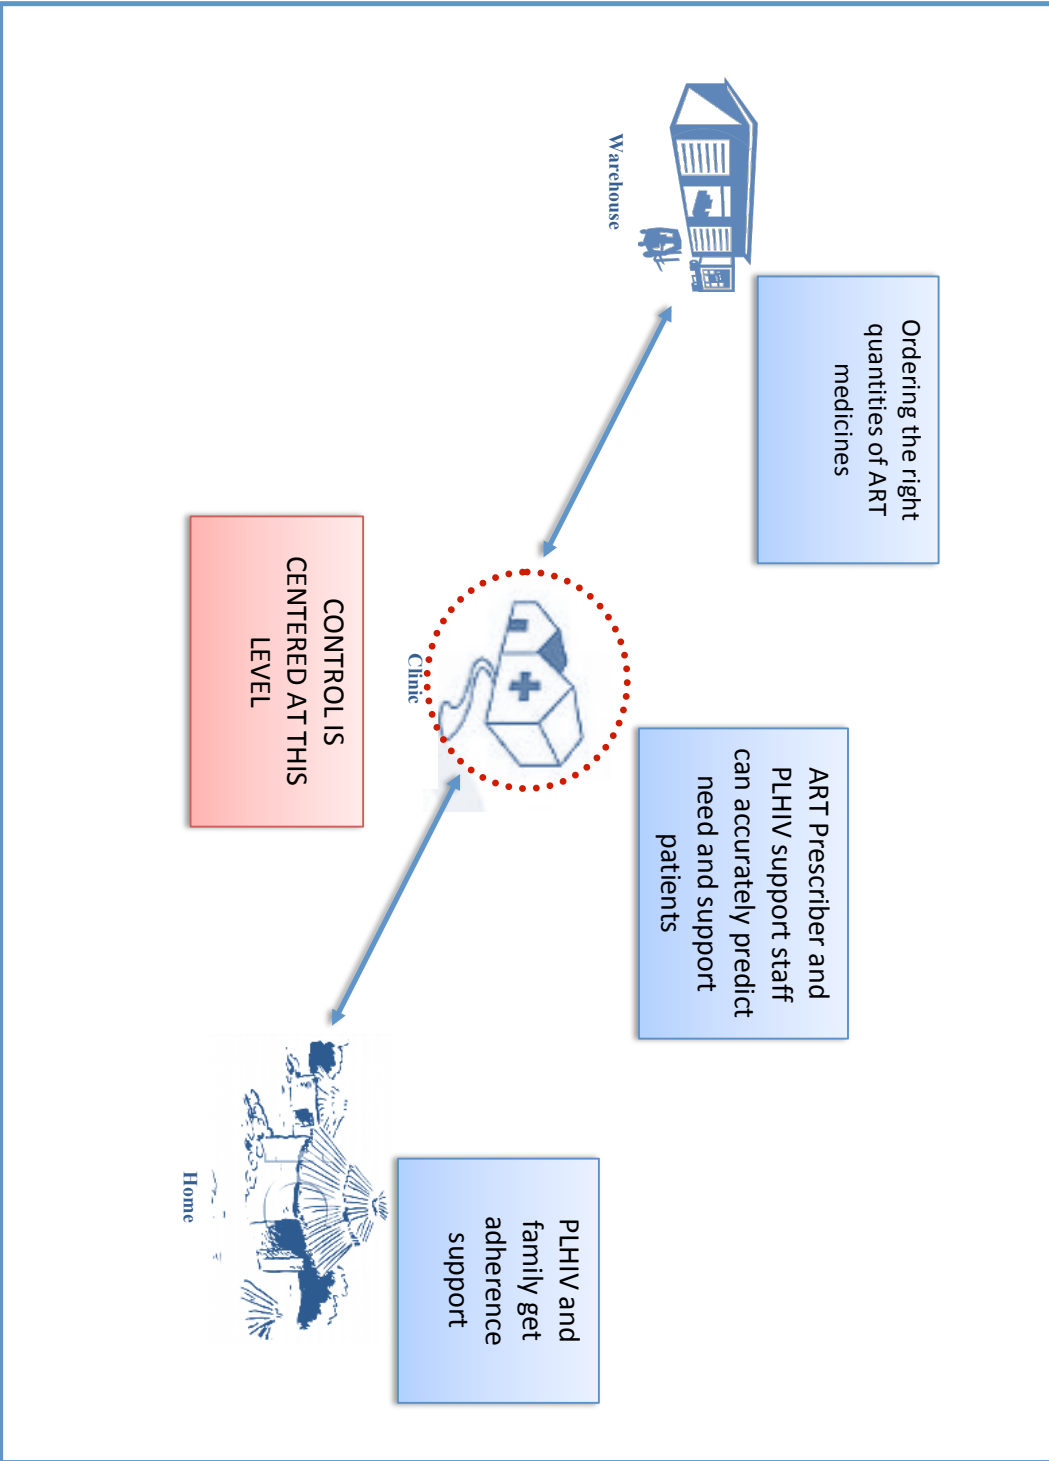 Ordering the right
quantities of ART
medicines
Warehouse
ART Prescriber and
PLHIV support staff
can accurately predict
need and support
patients
Clinic
CONTROL IS
CENTERED AT THIS
LEVEL
PLHIV and
family get
adherence
support
Home